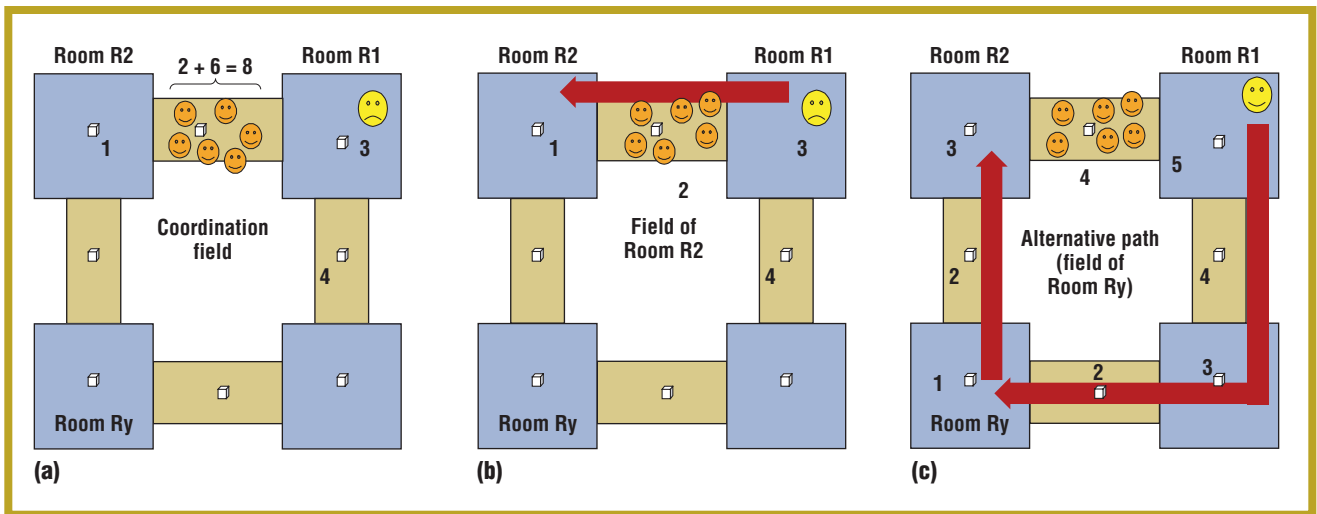 Room R2
Room R1
2 + 6 = 8
1
3
Coordination
field
4
Room Ry
(a)
Room R2
Room R1
1
3
2
Field of
Room R2
4
Room Ry
(b)
Room R2
Room R1
3
4
5
Alternative path
(field of
Room Ry)
2
4
1
2
3
Room Ry
(c)